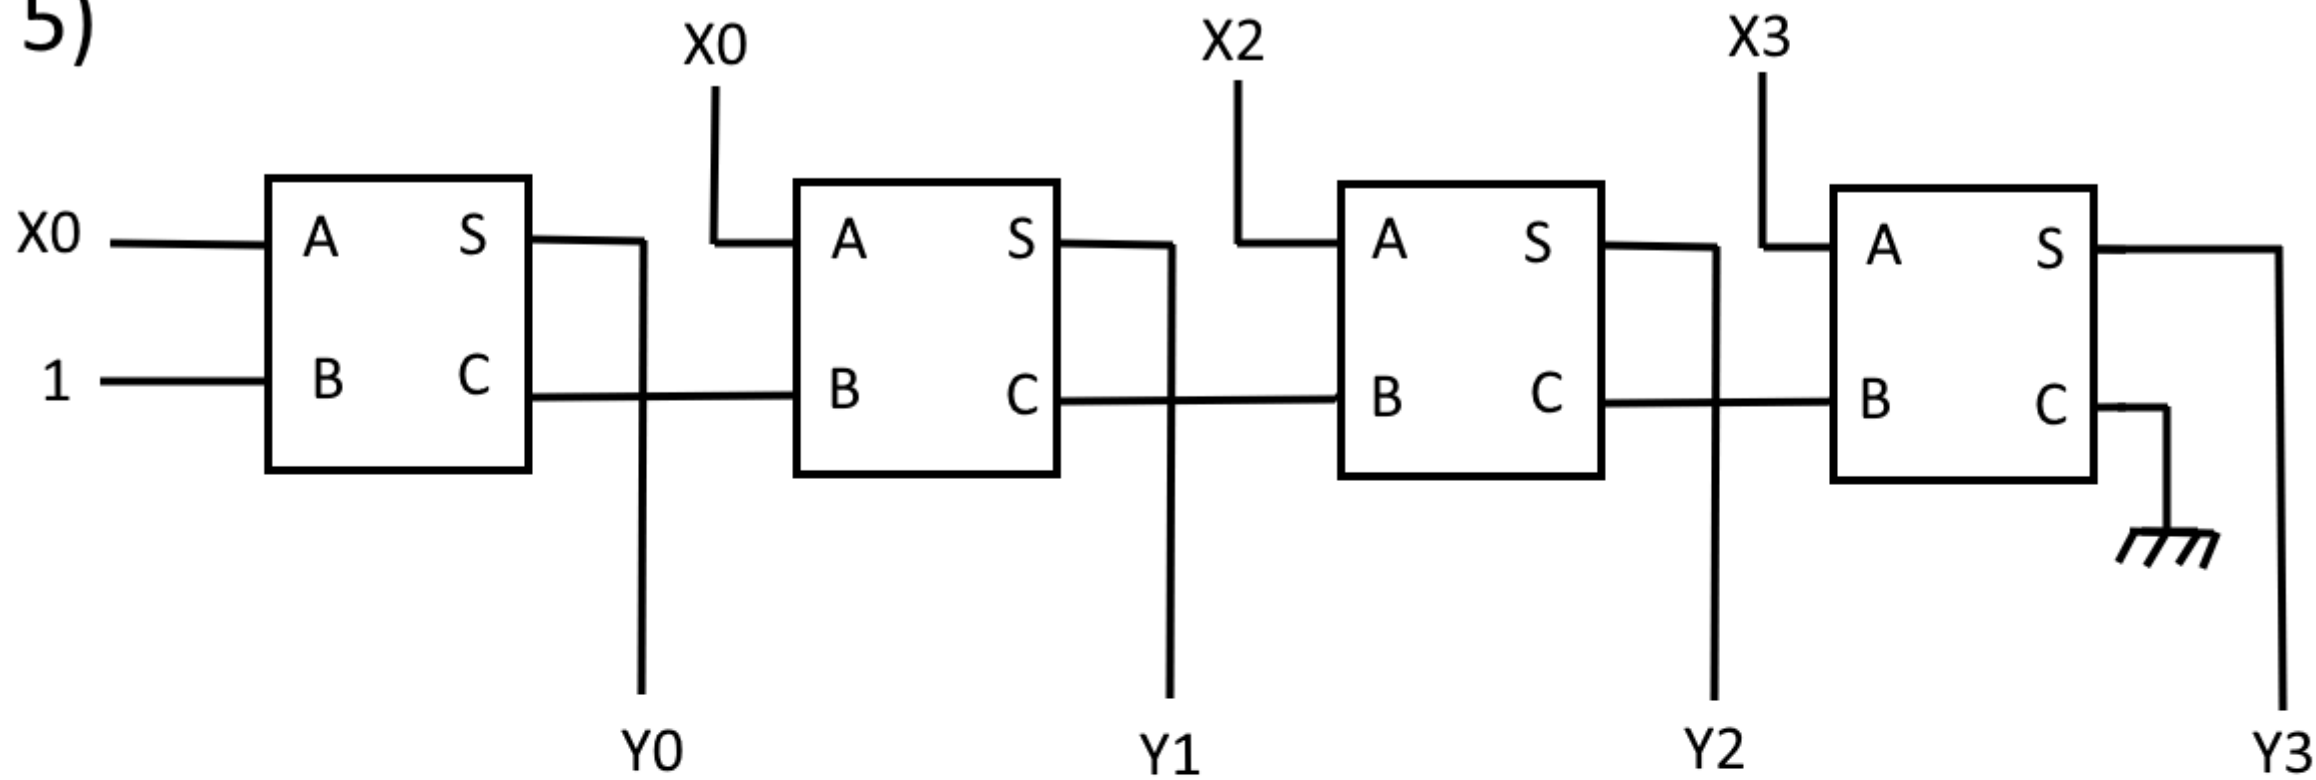 5)
X0 X2 X3
X0 A S A S A S A S
1 B C B C B C B C
Y0 Y1 Y2 Y3